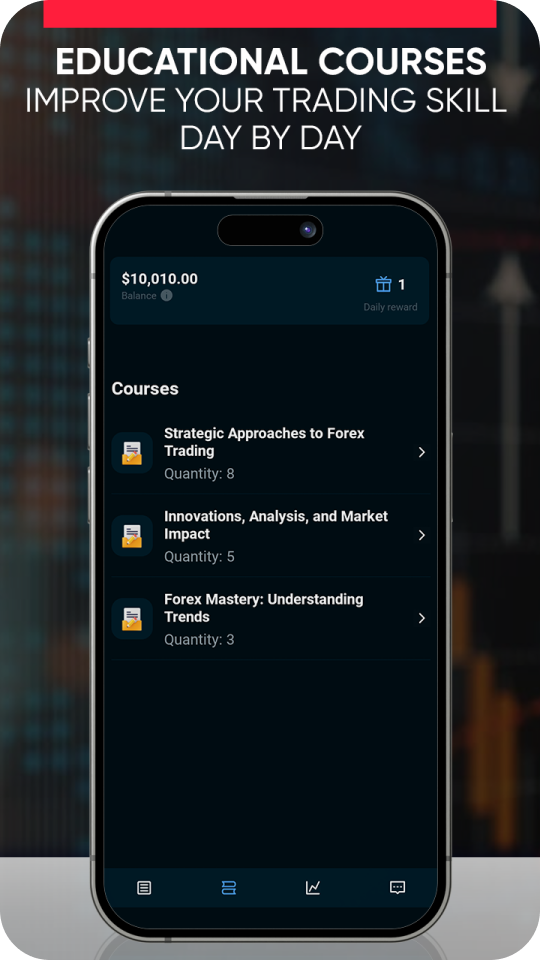 EDUCATIONAL COURSES
IMPROVE YOUR TRADING SKILL
DAY BY DAY
$10,010.00
Balance i
1
Daily reward
Courses
Strategic Approaches to Forex
Trading
Quantity: 8
Innovations, Analysis, and Market
Impact
Quantity: 5
Forex Mastery: Understanding
Trends
Quantity: 3